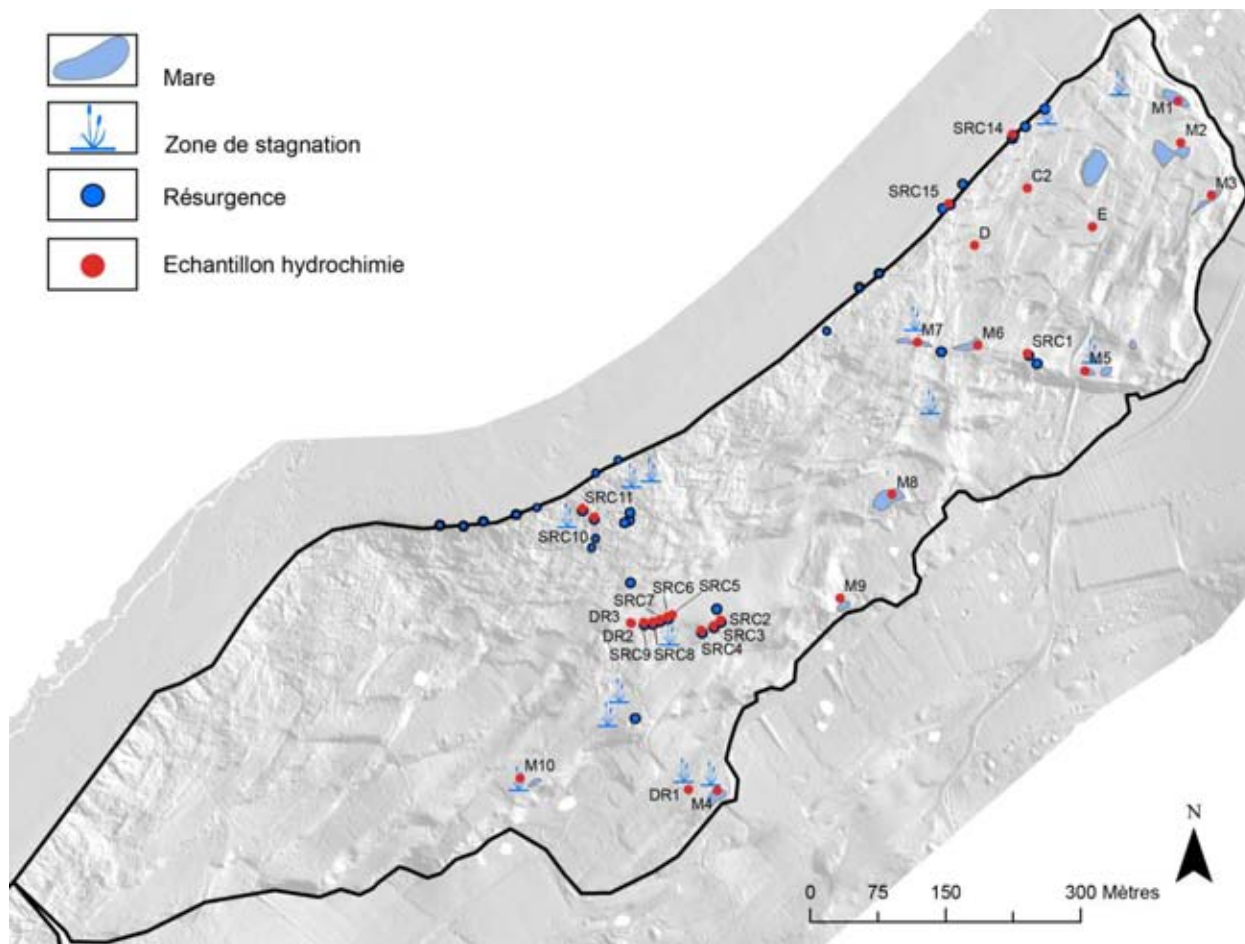 Mare
Zone de stagnation
Résurgence
Echantillon hydrochimie
M1
SRC14
M2
C2
M3
SRC15
E
D
M7
M6
SRC1
M5
M8
SRC11
SRC10
SRC5
SRC6
SRC7
M9
DR3
SRC2
DR2
SRC3
SRC9
SRC8
SRC4
M10
DR1
M4
N
0 75 150 300 Mètres